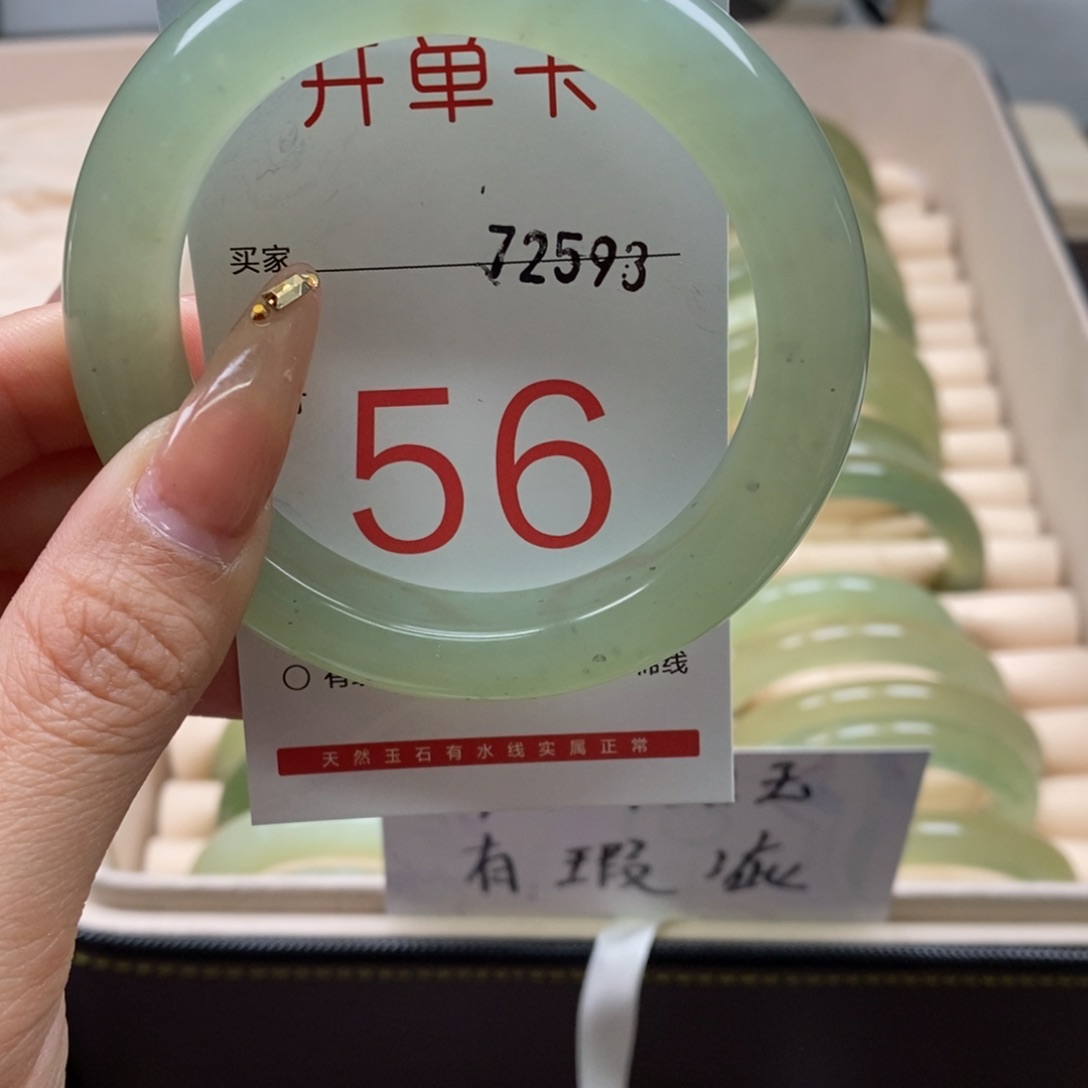 开单卡
买家 72593
56
天然玉石有水线实属正常
玉
有瑕疵